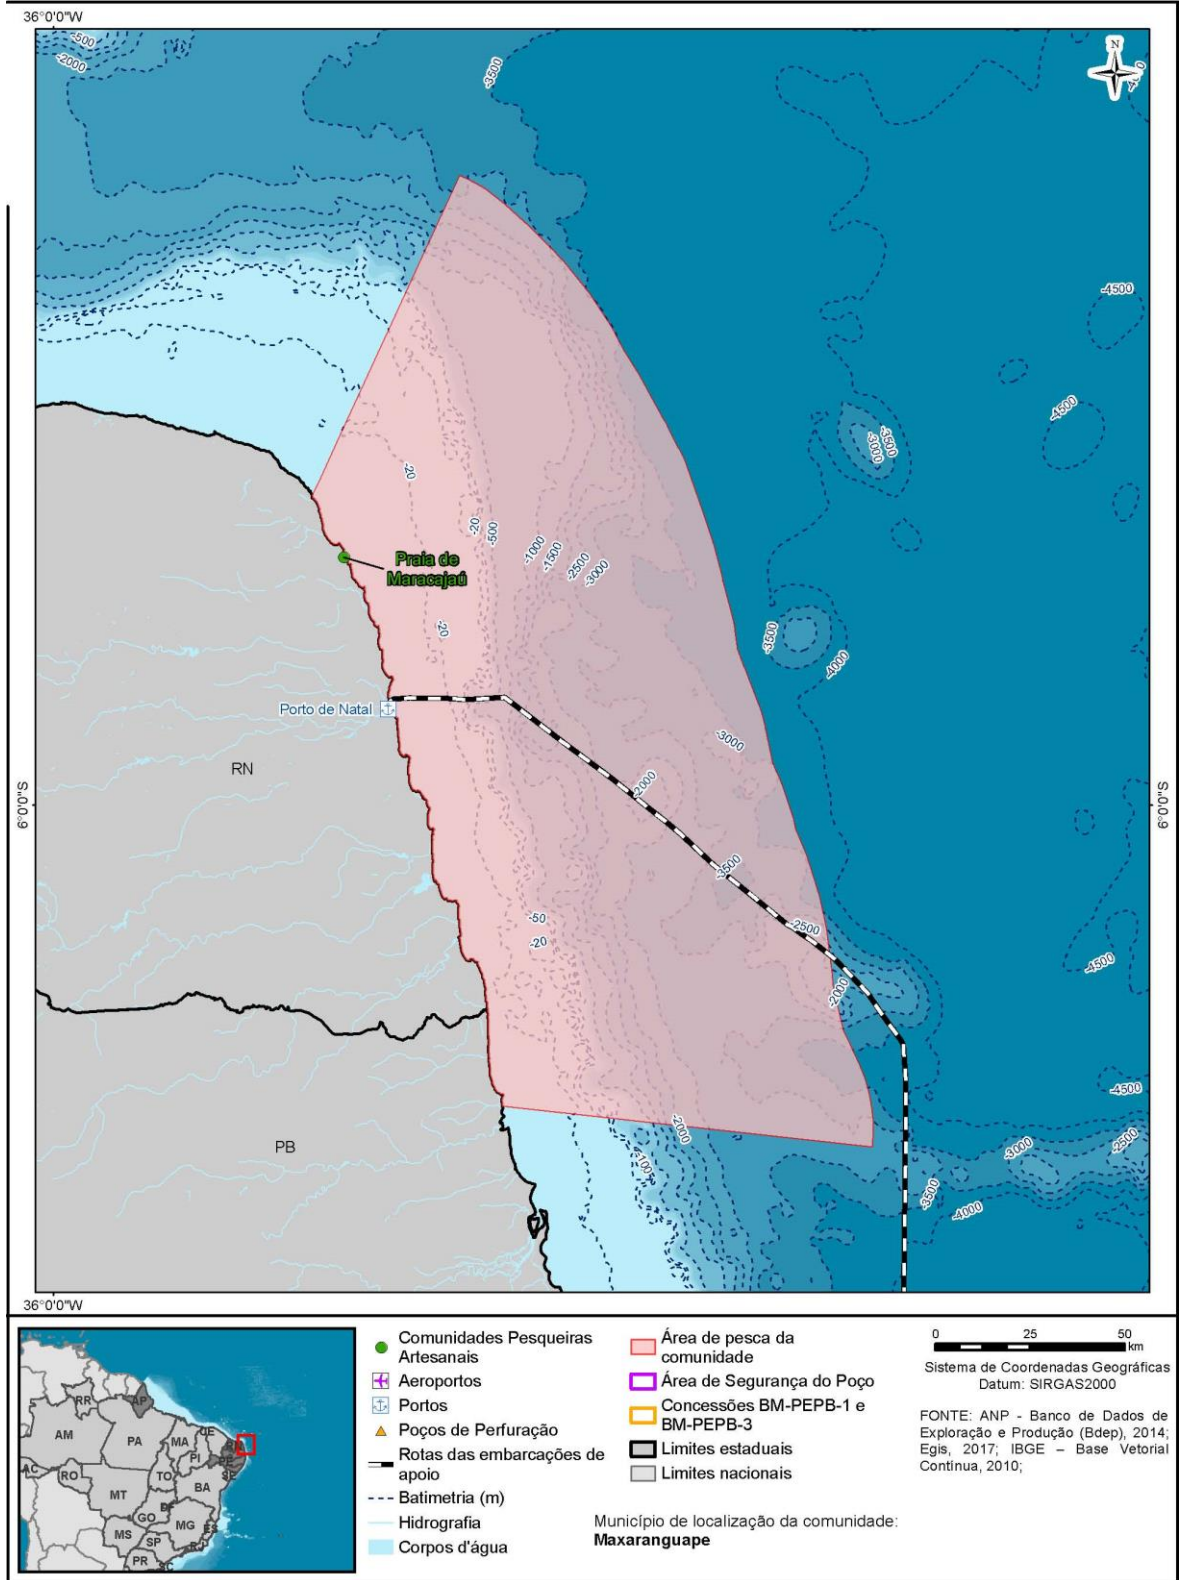 36°0'0"W
-500
-2000
-3500
N
-4500
-4500
-3500
-3000
-20
-20
-500
-1000
-1500
-2500
-3000
Praia de
Maracajaú
-20
-3500
-4000
Porto de Natal
RN
-3000
-2000
6°0'0"S
6°0'0"S
-3500
-50
-2500
-20
-4500
-2000
-4500
-2000
PB
-2500
-3000
-3500
-4000
36°0'0"W
RR
AP
AM
PA
MA
CE
RN
PI
PE
SE
AC
RO
TO
BA
MT
DF
GO
MG
ES
MS
SP
RJ
PR
SC
Comunidades Pesqueiras
Artesanais
Aeroportos
Portos
Poços de Perfuração
Rotas das embarcações de
apoio
Batimetria (m)
Hidrografia
Corpos d'água
Área de pesca da
comunidade
Área de Segurança do Poço
Concessões BM-PEPB-1 e
BM-PEPB-3
Limites estaduais
Limites nacionais
Município de localização da comunidade:
Maxaranguape
0 25 50
km
Sistema de Coordenadas Geográficas
Datum: SIRGAS2000
FONTE: ANP - Banco de Dados de
Exploração e Produção (Bdep), 2014;
Egis, 2017; IBGE – Base Vetorial
Contínua, 2010;